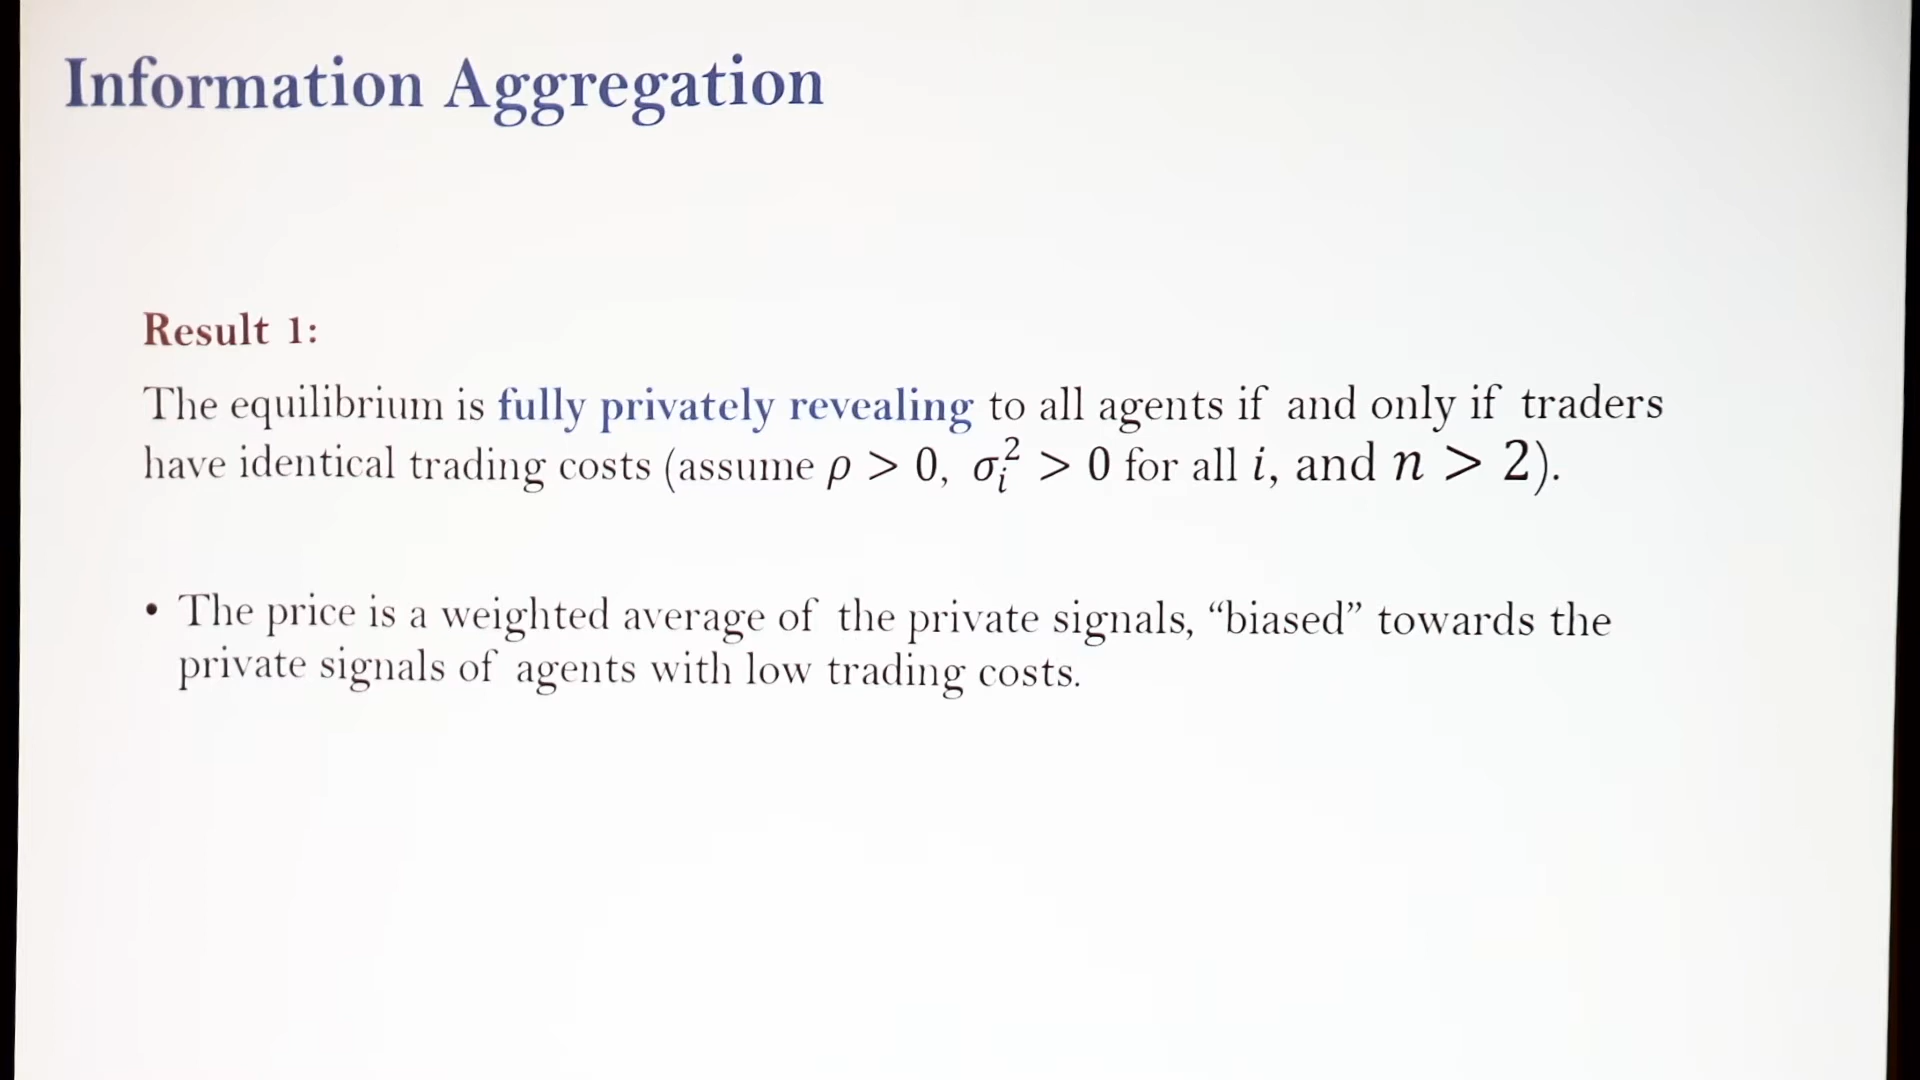 Information Aggregation
Result 1:
The equilibrium is fully privately revealing to all agents if and only if traders
have identical trading costs (assume ρ > 0, σᵢ² > 0 for all i, and n > 2).
• The price is a weighted average of the private signals, “biased” towards the
private signals of agents with low trading costs.